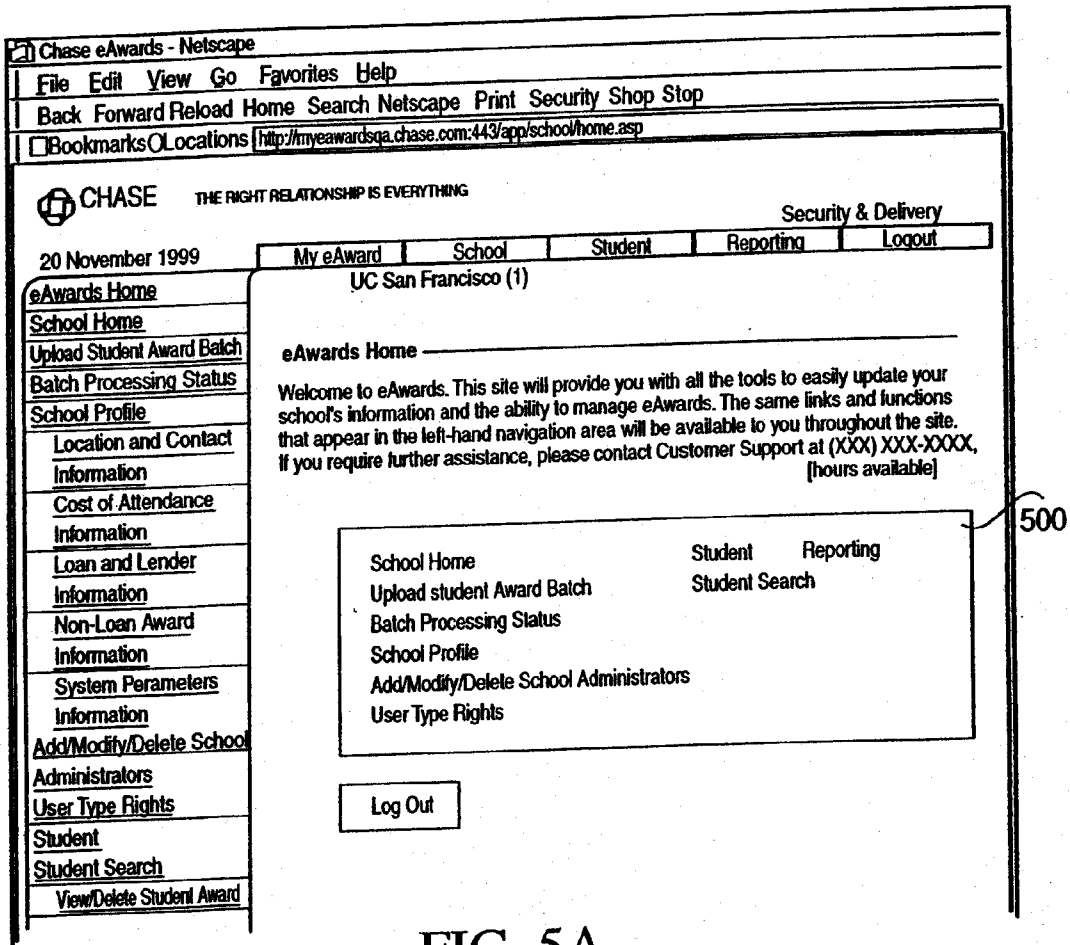 Chase eAwards - Netscape
File Edit View Go Favorites Help
Back Forward Reload Home Search Netscape Print Security Shop Stop
Bookmarks Locations http://myeawardsqa.chase.com:443/app/school/home.asp
CHASE THE RIGHT RELATIONSHIP IS EVERYTHING
Security & Delivery
20 November 1999 My eAward School Student Reporting Logout
UC San Francisco (1)
eAwards Home
School Home
Upload Student Award Batch
Batch Processing Status
School Profile
Location and Contact
Information
Cost of Attendance
Information
Loan and Lender
Information
Non-Loan Award
Information
System Perameters
Information
Add/Modify/Delete School
Administrators
User Type Rights
Student
Student Search
View/Delete Student Award
eAwards Home
Welcome to eAwards. This site will provide you with all the tools to easily update your
school's information and the ability to manage eAwards. The same links and functions
that appear in the left-hand navigation area will be available to you throughout the site.
If you require further assistance, please contact Customer Support at (XXX) XXX-XXXX,
[hours available]
500
School Home Student Reporting
Upload student Award Batch Student Search
Batch Processing Status
School Profile
Add/Modify/Delete School Administrators
User Type Rights
Log Out
FIG. 5A